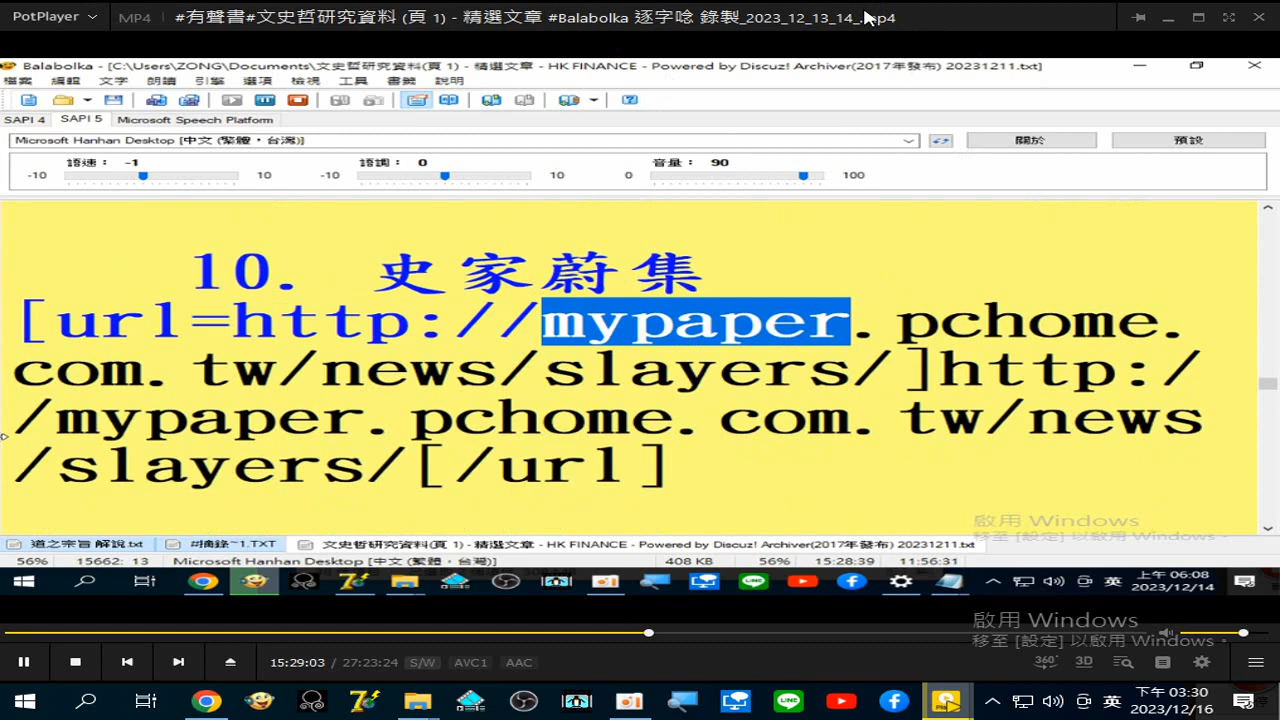 PotPlayer MP4 #有聲書#文史哲研究資料 (頁 1) - 精選文章 #Balabolka 逐字唸 錄製_2023_12_13_14_.mp4
Balabolka - [C:\Users\ZONG\Documents\文史哲研究資料(頁 1) - 精選文章 - HK FINANCE - Powered by Discuz! Archiver(2017年發布) 20231211.txt]
檔案 編輯 文字 朗讀 引擎 選項 檢視 工具 書籤 說明
SAPI 4 SAPI 5 Microsoft Speech Platform
Microsoft Hanhan Desktop [中文 (繁體，台灣)] 關於 預設
語速： -1 語調： 0 音量： 90
-10 10 -10 10 0 100
10. 史家蔚集
[url=http://mypaper.pchome.
com.tw/news/slayers/]http:/
/mypaper.pchome.com.tw/news
/slayers/[/url]
啟用 Windows
移至 [設定] 以啟用 Windows。
道之宗旨 解說.txt #摘錄~1.TXT 文史哲研究資料(頁 1) - 精選文章 - HK FINANCE - Powered by Discuz! Archiver(2017年發布) 20231211.txt
56% 15662: 13 Microsoft Hanhan Desktop [中文 (繁體，台灣)] 408 KB 56% 15:28:39 11:56:31
英 上午 06:08
2023/12/14
啟用 Windows
移至 [設定] 以啟用 Windows。
15:29:03 / 27:23:24 S/W AVC1 AAC 360° 3D
英 下午 03:30
2023/12/16